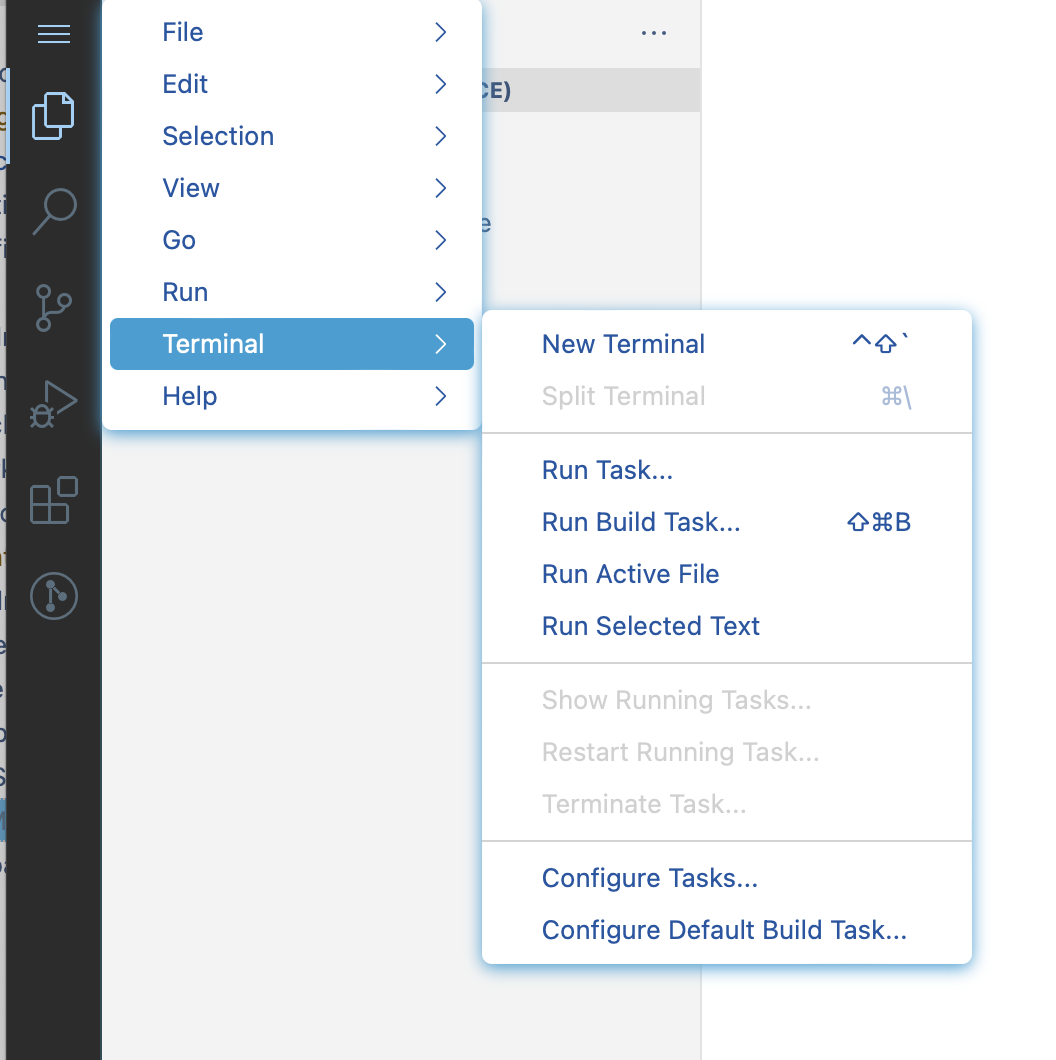 File
Edit
Selection
View
Go
Run
Terminal
Help
CE)
e
New Terminal ^⇧`
Split Terminal ⌘\
Run Task...
Run Build Task... ⇧⌘B
Run Active File
Run Selected Text
Show Running Tasks...
Restart Running Task...
Terminate Task...
Configure Tasks...
Configure Default Build Task...